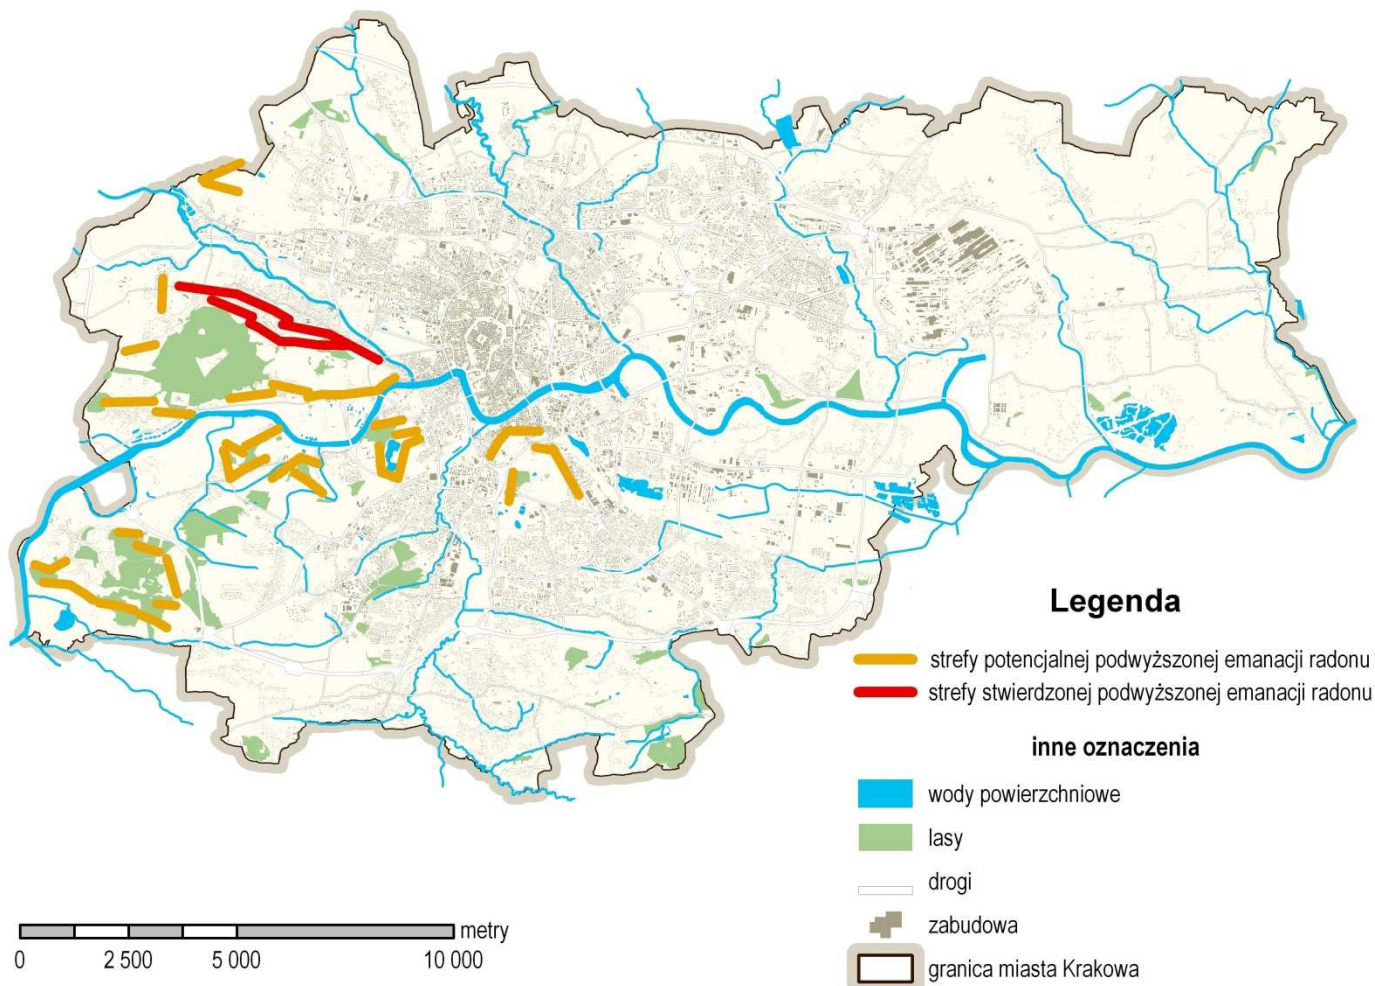 Legenda
strefy potencjalnej podwyższonej emanacji radonu
strefy stwierdzonej podwyższonej emanacji radonu
inne oznaczenia
wody powierzchniowe
lasy
drogi
zabudowa
granica miasta Krakowa
metry
0 2 500 5 000 10 000